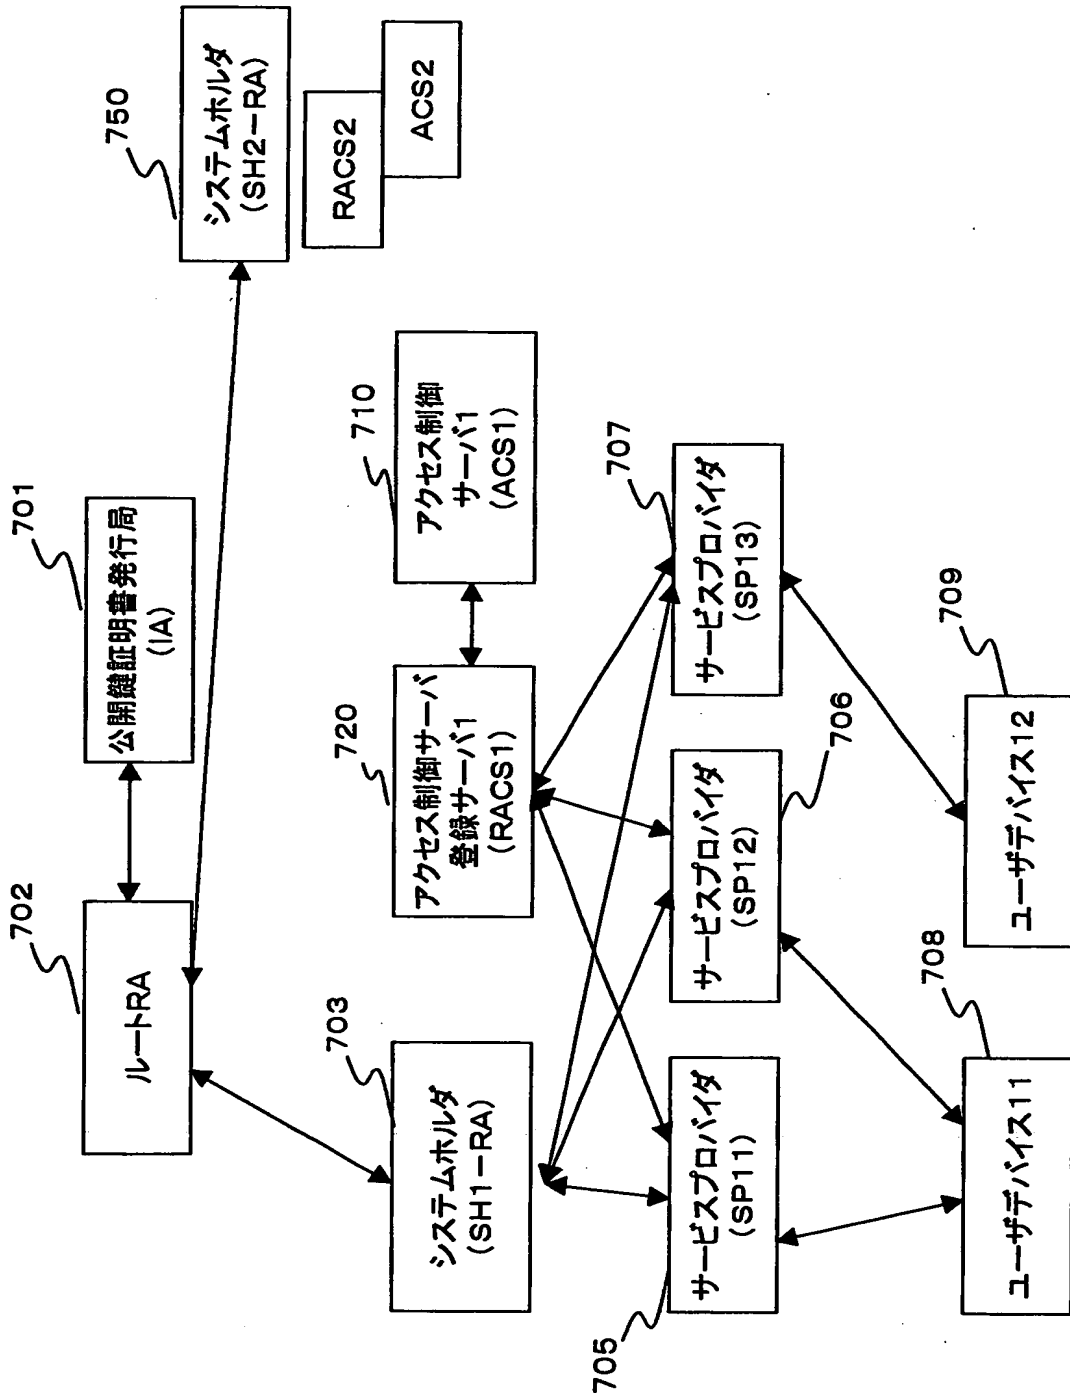 702
ルートRA
701
公開鍵証明書発行局
(IA)
750
システムホルダ
(SH2-RA)
RACS2
ACS2
703
システムホルダ
(SH1-RA)
720
アクセス制御サーバ
登録サーバ1
(RACS1)
710
アクセス制御
サーバ1
(ACS1)
705
サービスプロバイダ
(SP11)
サービスプロバイダ
(SP12)
706
707
サービスプロバイダ
(SP13)
708
ユーザデバイス11
709
ユーザデバイス12